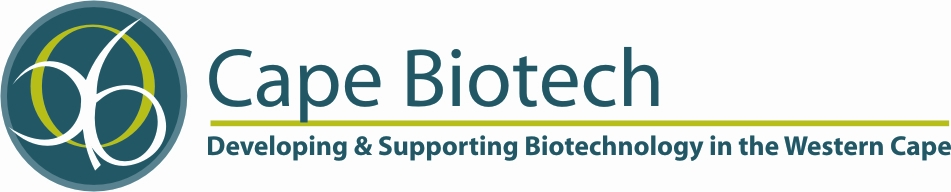 Cape Biotech
Developing & Supporting Biotechnology in the Western Cape